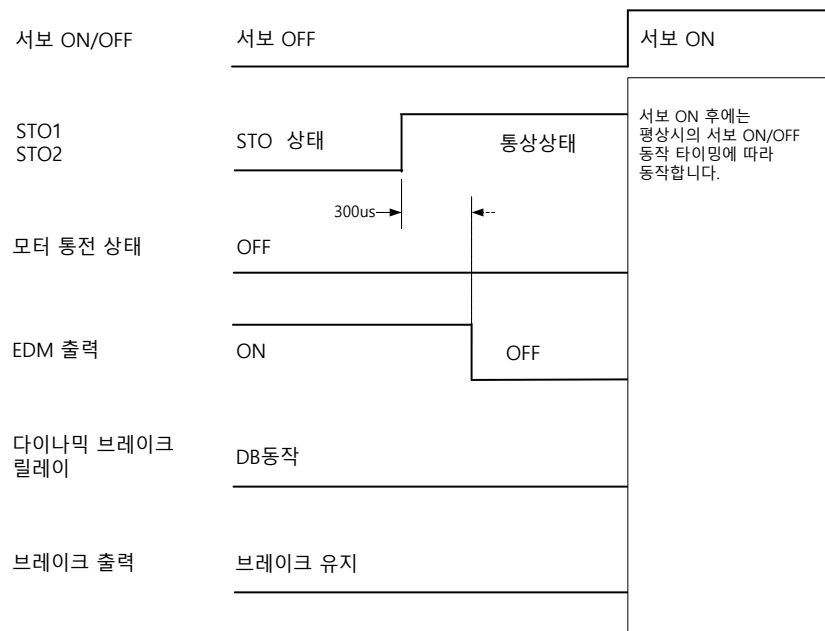 서보 ON/OFF
서보 OFF
서보 ON
STO1
STO2
STO 상태
통상상태
서보 ON 후에는
평상시의 서보 ON/OFF
동작 타이밍에 따라
동작합니다.
300us
모터 통전 상태
OFF
EDM 출력
ON
OFF
다이나믹 브레이크
릴레이
DB동작
브레이크 출력
브레이크 유지